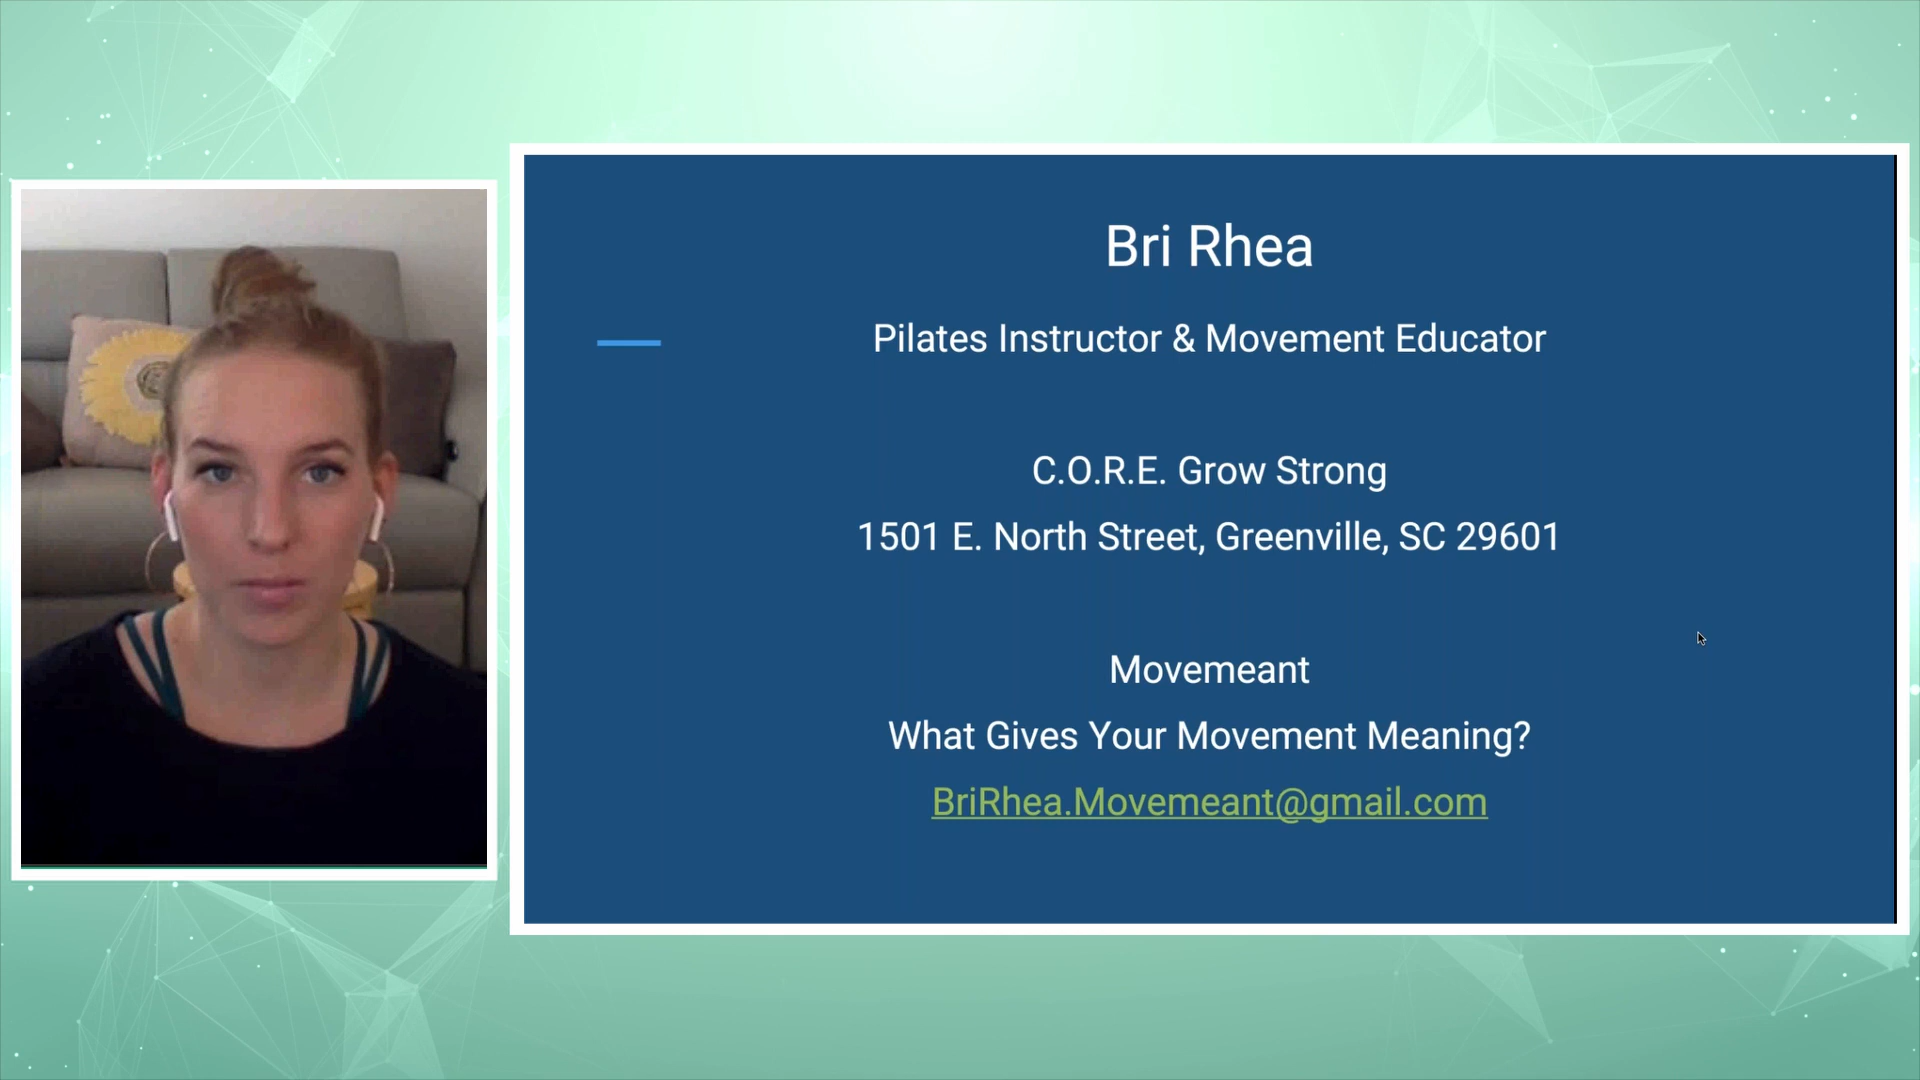 Bri Rhea
Pilates Instructor & Movement Educator
C.O.R.E. Grow Strong
1501 E. North Street, Greenville, SC 29601
Movemeant
What Gives Your Movement Meaning?
BriRhea.Movemeant@gmail.com